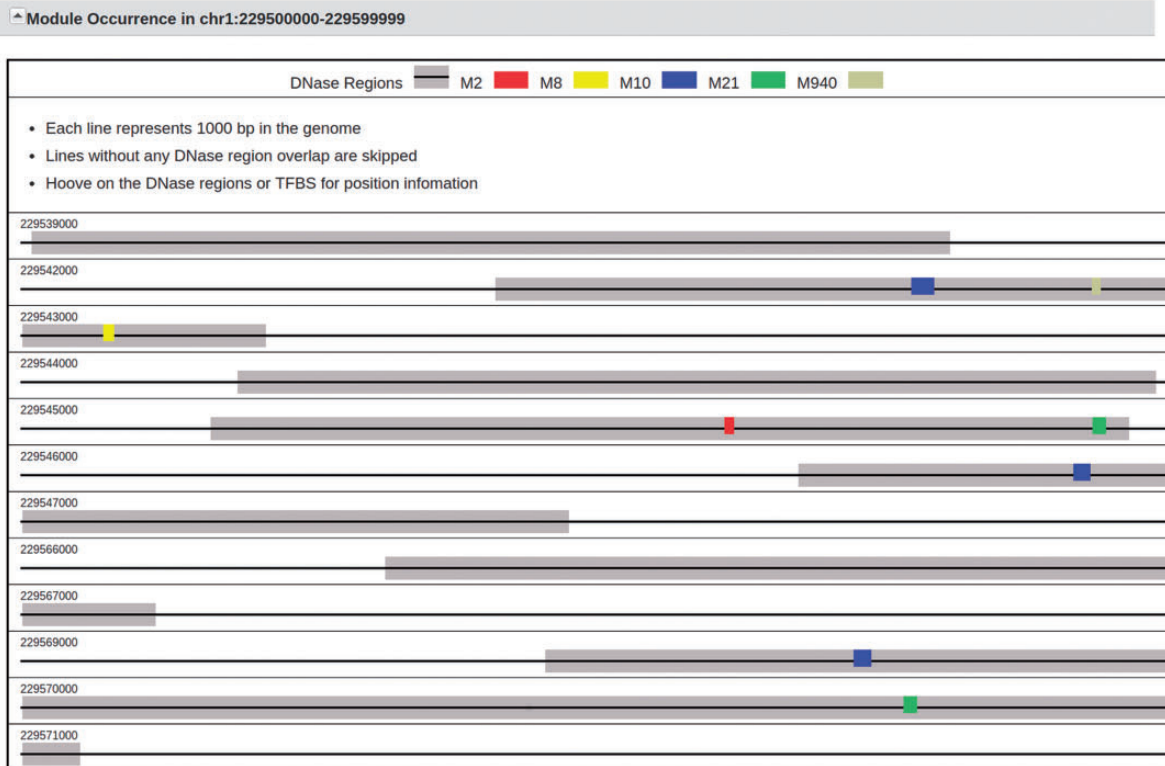 Module Occurrence in chr1:229500000-229599999
DNase Regions M2 M8 M10 M21 M940
• Each line represents 1000 bp in the genome
• Lines without any DNase region overlap are skipped
• Hoove on the DNase regions or TFBS for position infomation
229539000
229542000
229543000
229544000
229545000
229546000
229547000
229566000
229567000
229569000
229570000
229571000